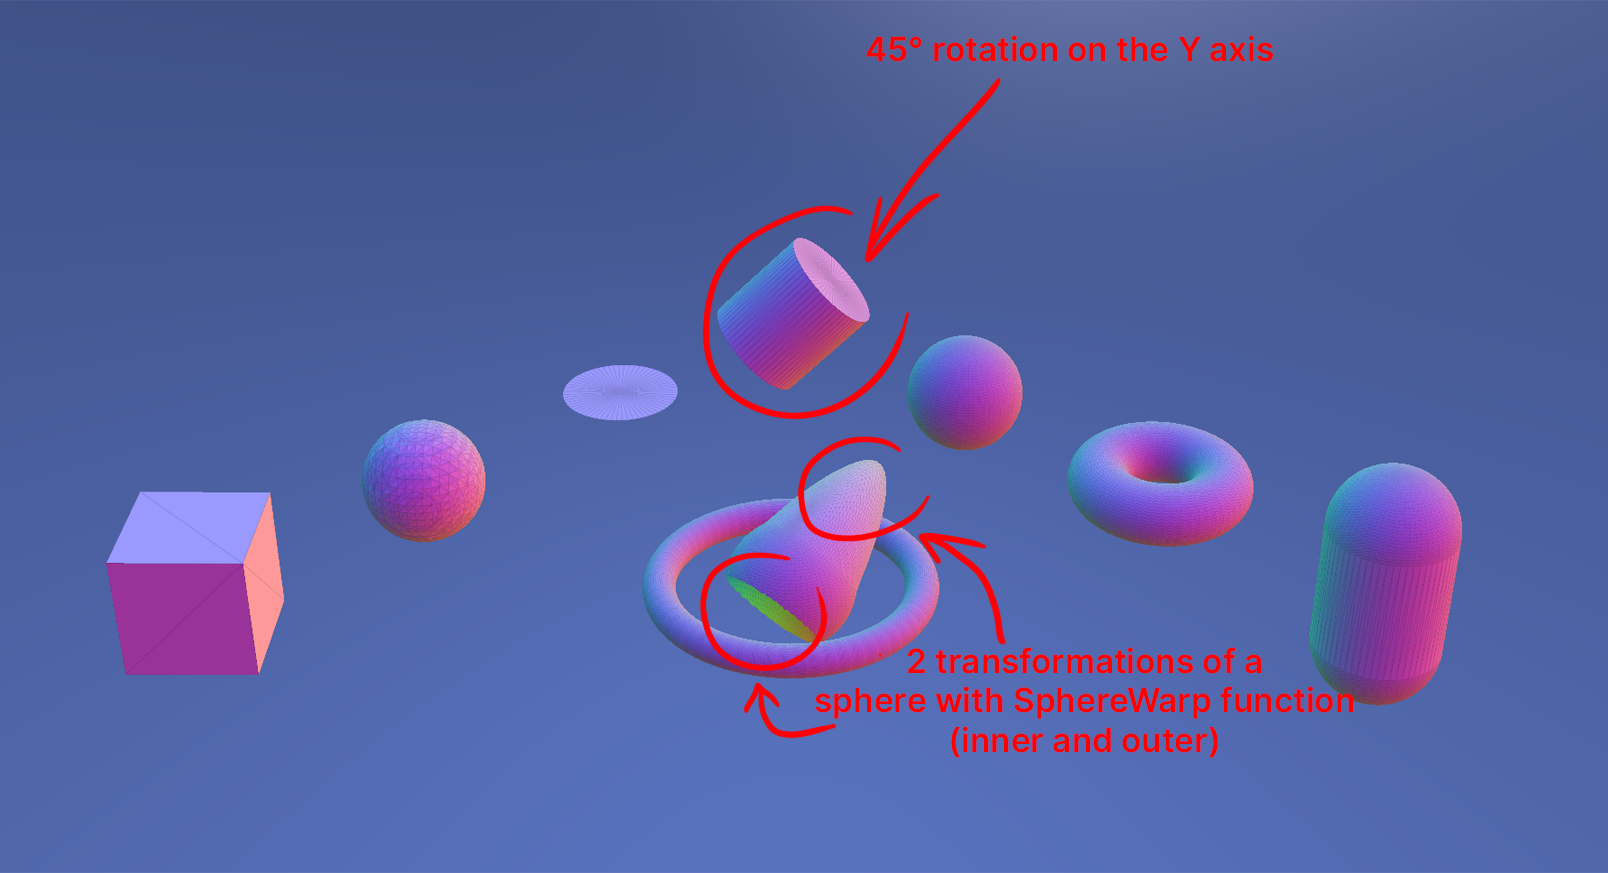 45° rotation on the Y axis
2 transformations of a
sphere with SphereWarp function
(inner and outer)